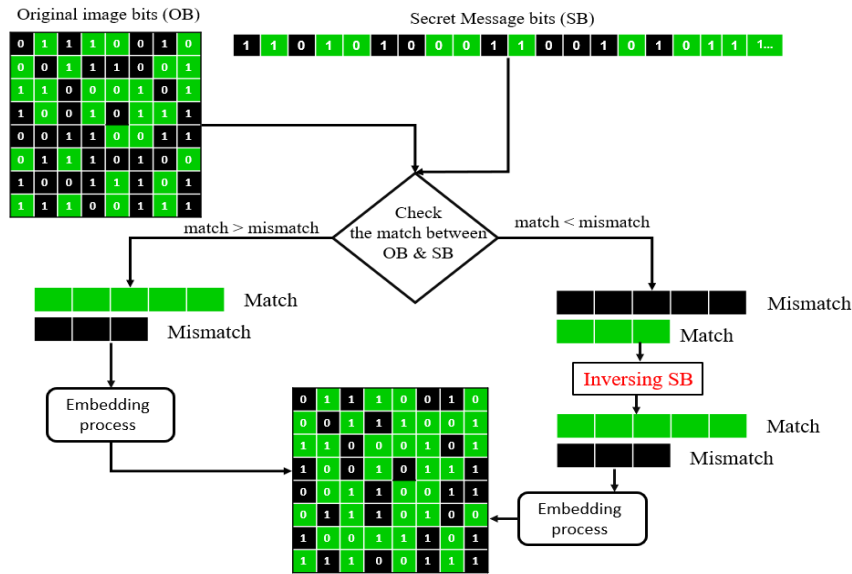 Original image bits (OB)
Secret Message bits (SB)
1 1 0 1 0 1 0 0 0 1 1 0 0 1 0 1 0 1 1 1...
0 1 1 1 0 0 1 0
0 0 1 1 1 0 0 1
1 1 0 0 0 1 0 1
1 0 0 1 0 1 1 1
0 0 1 1 0 0 1 1
0 1 1 1 0 1 0 0
1 0 0 1 1 1 0 1
1 1 1 0 0 1 1 1
Check
the match between
OB & SB
match > mismatch
match < mismatch
Match
Mismatch
Embedding
process
Mismatch
Match
Inversing SB
Match
Mismatch
Embedding
process
0 1 1 1 0 0 1 0
0 0 1 1 1 0 0 1
1 1 0 0 0 1 0 1
1 0 0 1 0 1 1 1
0 0 1 1 0 0 1 1
0 1 1 1 0 1 0 0
1 0 0 1 1 1 0 1
1 1 1 0 0 1 1 1